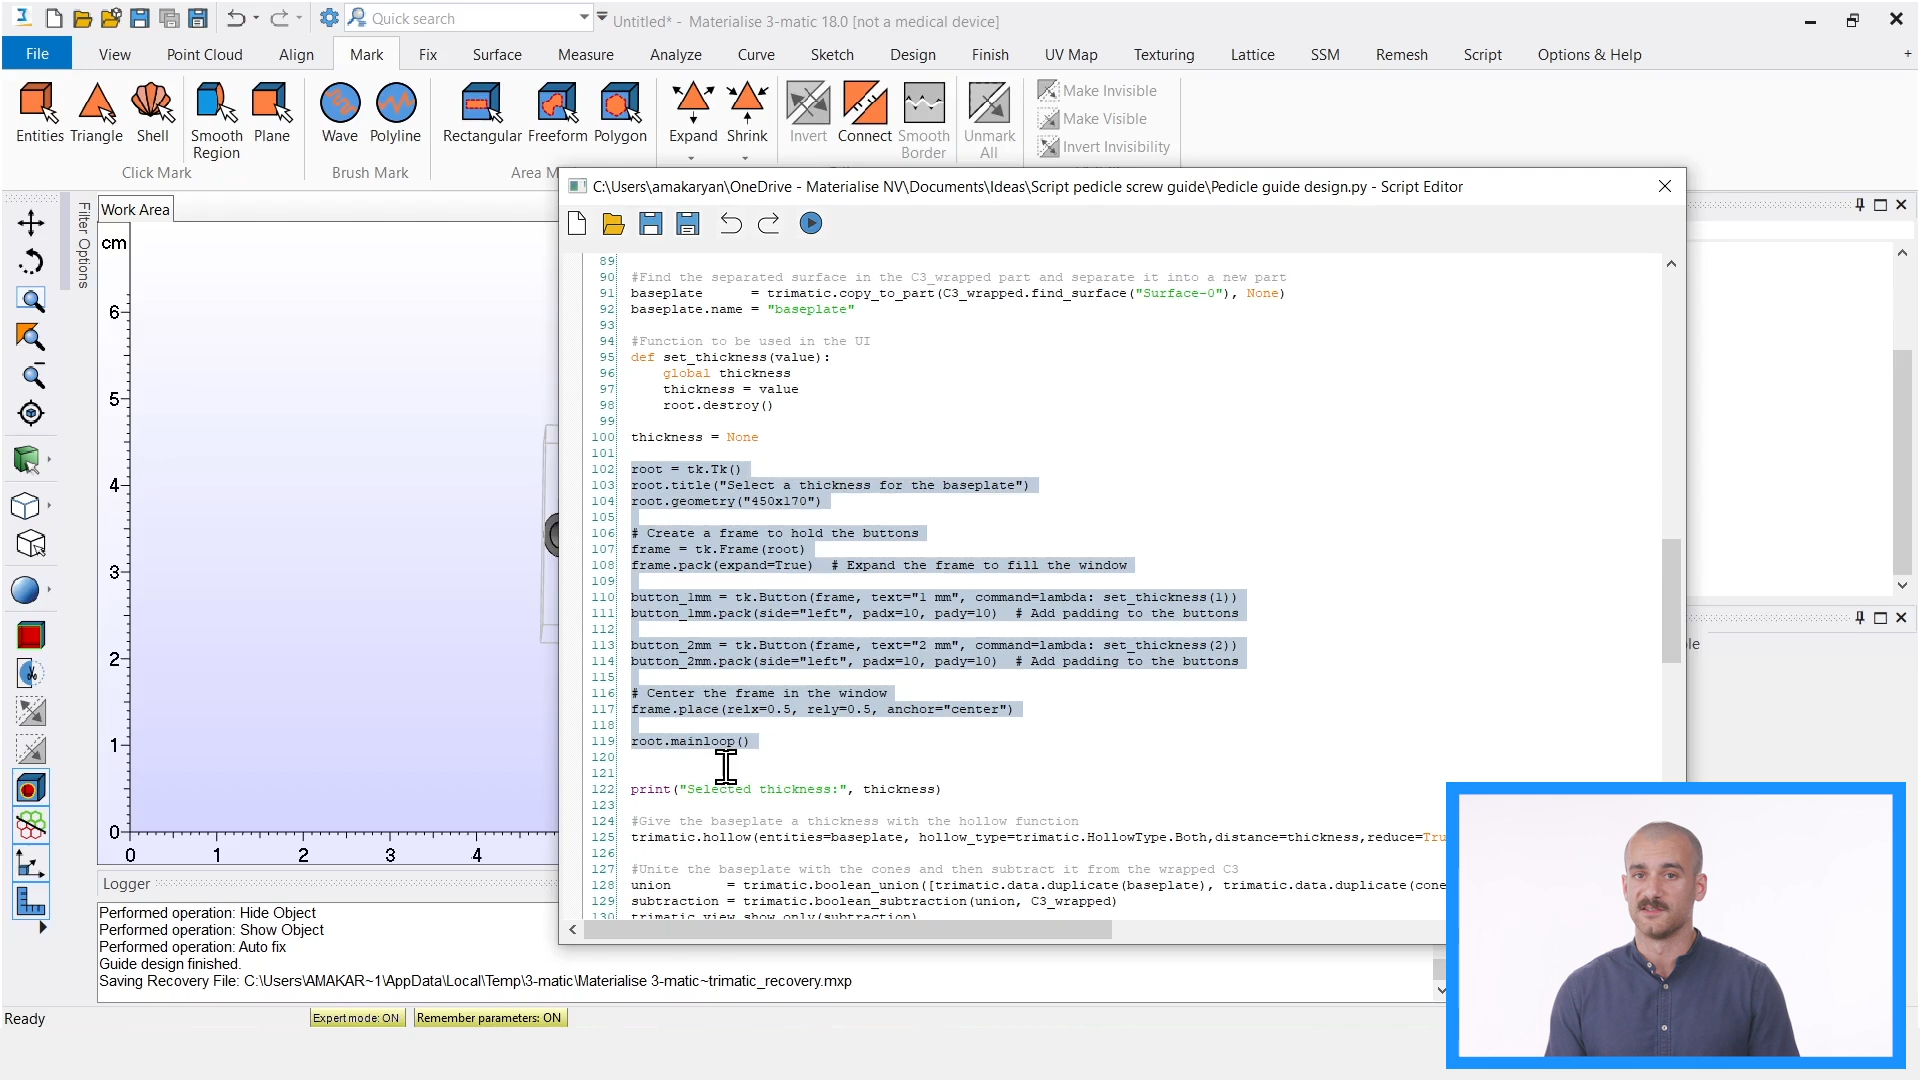 Quick search
Untitled* - Materialise 3-matic 18.0 [not a medical device]
File View Point Cloud Align Mark Fix Surface Measure Analyze Curve Sketch Design Finish UV Map Texturing Lattice SSM Remesh Script Options & Help
Entities Triangle Shell Smooth Region Plane Wave Polyline Rectangular Freeform Polygon Expand Shrink Invert Connect Smooth Border Unmark All
Make Invisible
Make Visible
Invert Invisibility
Click Mark Brush Mark Area M
C:\Users\amakaryan\OneDrive - Materialise NV\Documents\Ideas\Script pedicle screw guide\Pedicle guide design.py - Script Editor
Filter Options
Work Area
cm
6
5
4
3
2
1
0
0 1 2 3 4
89
90 #Find the separated surface in the C3_wrapped part and separate it into a new part
91 baseplate = trimatic.copy_to_part(C3_wrapped.find_surface("Surface-0"), None)
92 baseplate.name = "baseplate"
93
94 #Function to be used in the UI
95 def set_thickness(value):
96 global thickness
97 thickness = value
98 root.destroy()
99
100 thickness = None
101
102 root = tk.Tk()
103 root.title("Select a thickness for the baseplate")
104 root.geometry("450x170")
105
106 # Create a frame to hold the buttons
107 frame = tk.Frame(root)
108 frame.pack(expand=True) # Expand the frame to fill the window
109
110 button_1mm = tk.Button(frame, text="1 mm", command=lambda: set_thickness(1))
111 button_1mm.pack(side="left", padx=10, pady=10) # Add padding to the buttons
112
113 button_2mm = tk.Button(frame, text="2 mm", command=lambda: set_thickness(2))
114 button_2mm.pack(side="left", padx=10, pady=10) # Add padding to the buttons
115
116 # Center the frame in the window
117 frame.place(relx=0.5, rely=0.5, anchor="center")
118
119 root.mainloop()
120
121
122 print("Selected thickness:", thickness)
123
124 #Give the baseplate a thickness with the hollow function
125 trimatic.hollow(entities=baseplate, hollow_type=trimatic.HollowType.Both,distance=thickness,reduce=Tru
126
127 #Unite the baseplate with the cones and then subtract it from the wrapped C3
128 union = trimatic.boolean_union([trimatic.data.duplicate(baseplate), trimatic.data.duplicate(cone
129 subtraction = trimatic.boolean_subtraction(union, C3_wrapped)
130 trimatic.view.show_only(subtraction)
le
Logger
Performed operation: Hide Object
Performed operation: Show Object
Performed operation: Auto fix
Guide design finished.
Saving Recovery File: C:\Users\AMAKAR~1\AppData\Local\Temp\3-matic\Materialise 3-matic~trimatic_recovery.mxp
Ready
Expert mode: ON
Remember parameters: ON